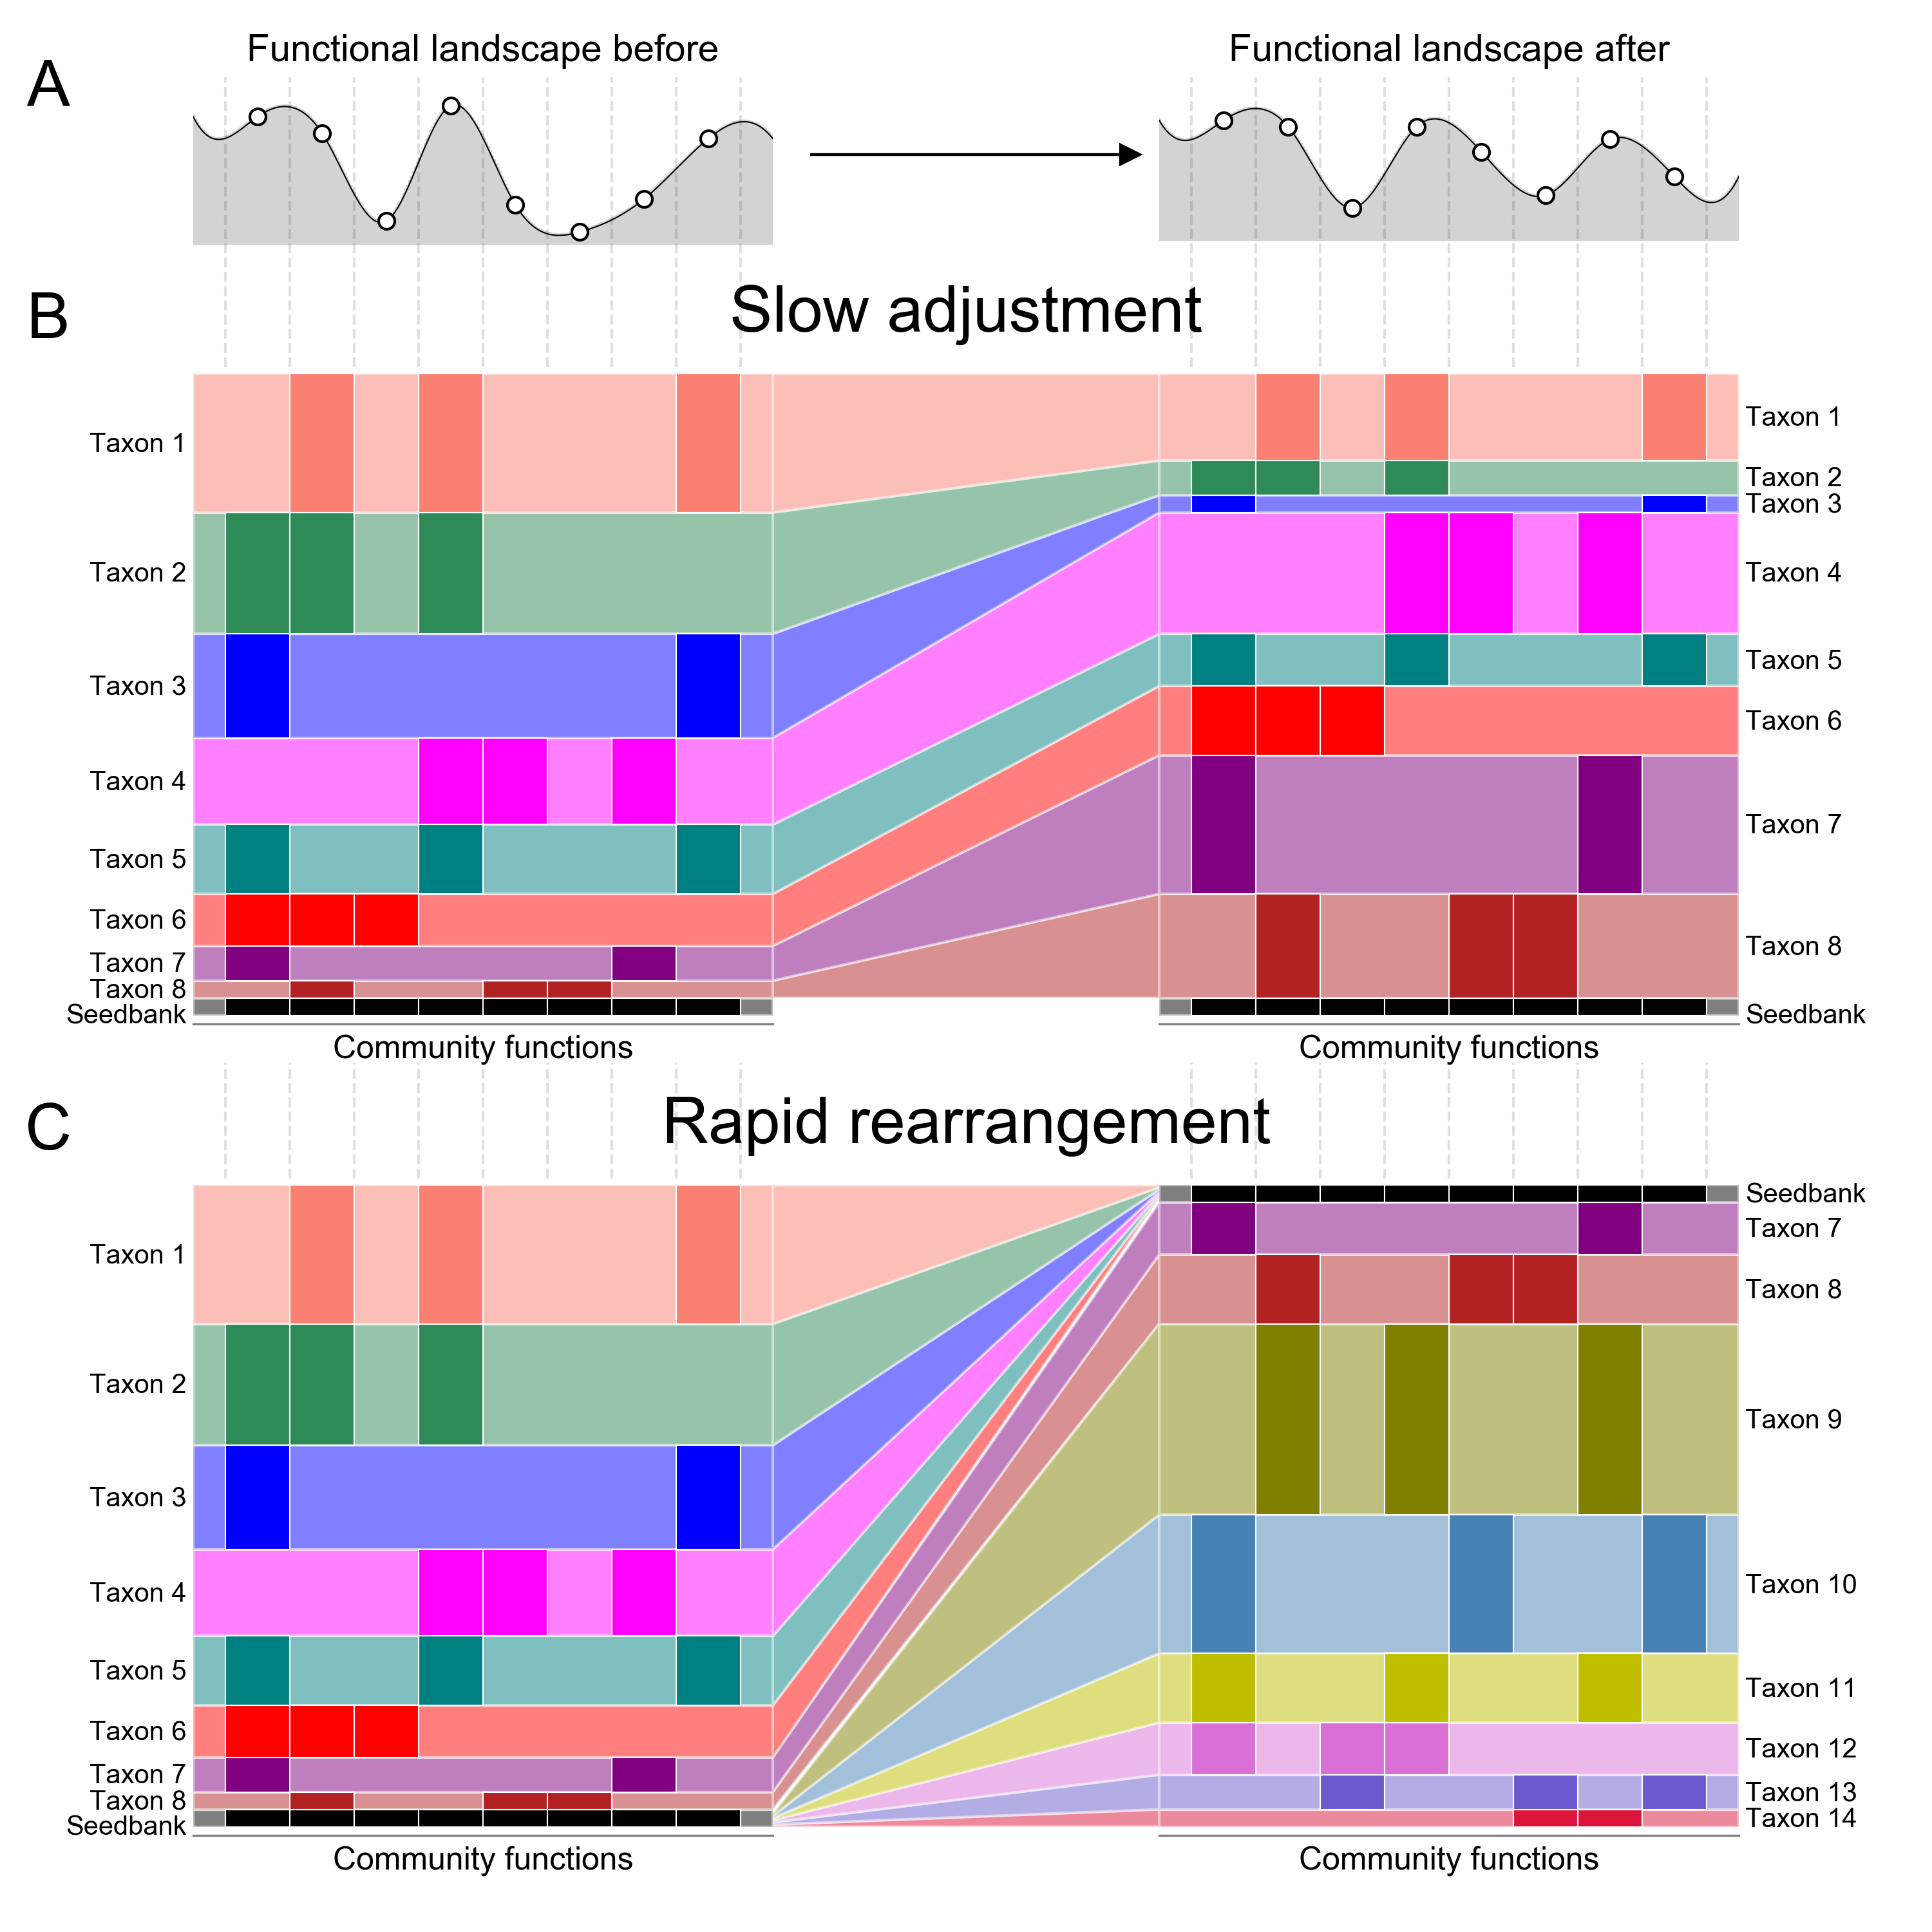 A
Functional landscape before
Functional landscape after
B
Slow adjustment
Taxon 1
Taxon 2
Taxon 3
Taxon 4
Taxon 5
Taxon 6
Taxon 7
Taxon 8
Seedbank
Taxon 1
Taxon 2
Taxon 3
Taxon 4
Taxon 5
Taxon 6
Taxon 7
Taxon 8
Seedbank
Community functions
Community functions
C
Rapid rearrangement
Taxon 1
Taxon 2
Taxon 3
Taxon 4
Taxon 5
Taxon 6
Taxon 7
Taxon 8
Seedbank
Seedbank
Taxon 7
Taxon 8
Taxon 9
Taxon 10
Taxon 11
Taxon 12
Taxon 13
Taxon 14
Community functions
Community functions